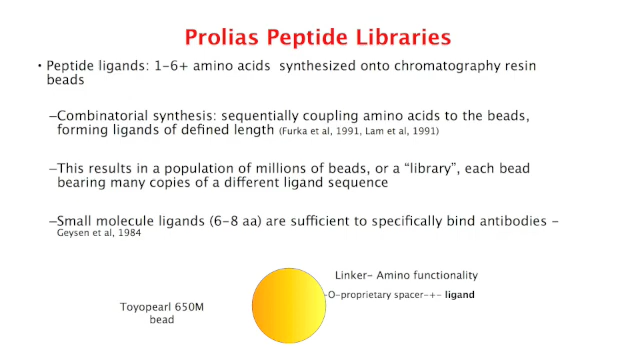 Prolias Peptide Libraries
• Peptide ligands: 1-6+ amino acids synthesized onto chromatography resin
beads
–Combinatorial synthesis: sequentially coupling amino acids to the beads,
forming ligands of defined length (Furka et al, 1991, Lam et al, 1991)
–This results in a population of millions of beads, or a “library”, each bead
bearing many copies of a different ligand sequence
–Small molecule ligands (6-8 aa) are sufficient to specifically bind antibodies –
Geysen et al, 1984
Linker- Amino functionality
-O-proprietary spacer-+- ligand
Toyopearl 650M
bead